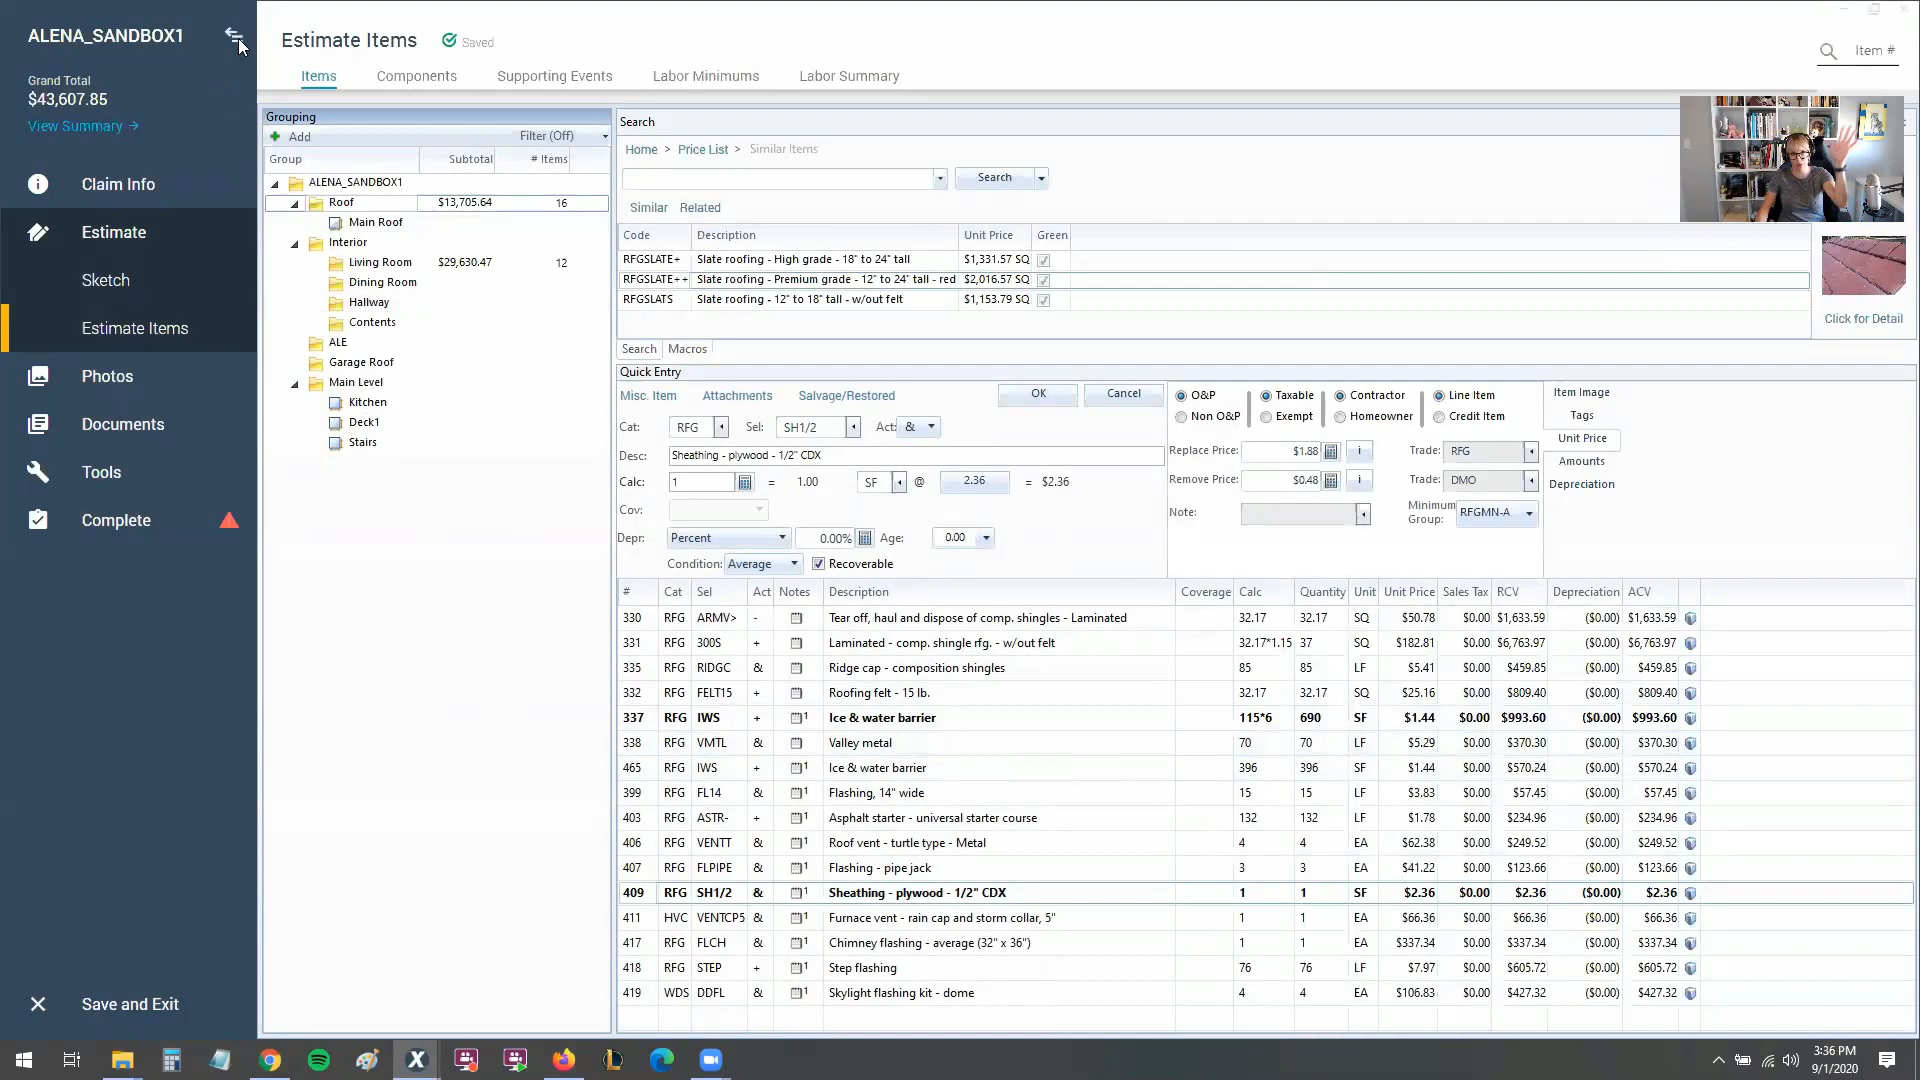 ALENA_SANDBOX1
Grand Total
$43,607.85
View Summary →
Claim Info
Estimate
Sketch
Estimate Items
Photos
Documents
Tools
Complete
Save and Exit
Estimate Items Saved
Item #
Items Components Supporting Events Labor Minimums Labor Summary
Grouping
Add Filter (Off)
Group Subtotal # Items
ALENA_SANDBOX1
Roof $13,705.64 16
Main Roof
Interior
Living Room $29,630.47 12
Dining Room
Hallway
Contents
ALE
Garage Roof
Main Level
Kitchen
Deck1
Stairs
Search
Home > Price List > Similar Items
Search
Similar Related
Code Description Unit Price Green
RFGSLATE+ Slate roofing - High grade - 18" to 24" tall $1,331.57 SQ
RFGSLATE++ Slate roofing - Premium grade - 12" to 24" tall - red $2,016.57 SQ
RFGSLATS Slate roofing - 12" to 18" tall - w/out felt $1,153.79 SQ
Click for Detail
Search Macros
Quick Entry
Misc. Item Attachments Salvage/Restored OK Cancel
Cat: RFG Sel: SH1/2 Act: &
Desc: Sheathing - plywood - 1/2" CDX
Calc: 1 = 1.00 SF @ 2.36 = $2.36
Cov:
Depr: Percent 0.00% Age: 0.00
Condition: Average Recoverable
O&P Taxable Contractor Line Item
Non O&P Exempt Homeowner Credit Item
Replace Price: $1.88 i Trade: RFG
Remove Price: $0.48 i Trade: DMO
Note: Minimum Group: RFGMN-A
Item Image
Tags
Unit Price
Amounts
Depreciation
# Cat Sel Act Notes Description Coverage Calc Quantity Unit Unit Price Sales Tax RCV Depreciation ACV
330 RFG ARMV> - Tear off, haul and dispose of comp. shingles - Laminated 32.17 32.17 SQ $50.78 $0.00 $1,633.59 ($0.00) $1,633.59
331 RFG 300S + Laminated - comp. shingle rfg. - w/out felt 32.17*1.15 37 SQ $182.81 $0.00 $6,763.97 ($0.00) $6,763.97
335 RFG RIDGC & Ridge cap - composition shingles 85 85 LF $5.41 $0.00 $459.85 ($0.00) $459.85
332 RFG FELT15 + Roofing felt - 15 lb. 32.17 32.17 SQ $25.16 $0.00 $809.40 ($0.00) $809.40
337 RFG IWS + 1 Ice & water barrier 115*6 690 SF $1.44 $0.00 $993.60 ($0.00) $993.60
338 RFG VMTL & Valley metal 70 70 LF $5.29 $0.00 $370.30 ($0.00) $370.30
465 RFG IWS + 1 Ice & water barrier 396 396 SF $1.44 $0.00 $570.24 ($0.00) $570.24
399 RFG FL14 & 1 Flashing, 14" wide 15 15 LF $3.83 $0.00 $57.45 ($0.00) $57.45
403 RFG ASTR- + 1 Asphalt starter - universal starter course 132 132 LF $1.78 $0.00 $234.96 ($0.00) $234.96
406 RFG VENTT & 1 Roof vent - turtle type - Metal 4 4 EA $62.38 $0.00 $249.52 ($0.00) $249.52
407 RFG FLPIPE & 1 Flashing - pipe jack 3 3 EA $41.22 $0.00 $123.66 ($0.00) $123.66
409 RFG SH1/2 & 1 Sheathing - plywood - 1/2" CDX 1 1 SF $2.36 $0.00 $2.36 ($0.00) $2.36
411 HVC VENTCP5 & 1 Furnace vent - rain cap and storm collar, 5" 1 1 EA $66.36 $0.00 $66.36 ($0.00) $66.36
417 RFG FLCH & 1 Chimney flashing - average (32" x 36") 1 1 EA $337.34 $0.00 $337.34 ($0.00) $337.34
418 RFG STEP + 1 Step flashing 76 76 LF $7.97 $0.00 $605.72 ($0.00) $605.72
419 WDS DDFL & 1 Skylight flashing kit - dome 4 4 EA $106.83 $0.00 $427.32 ($0.00) $427.32
3:36 PM
9/1/2020